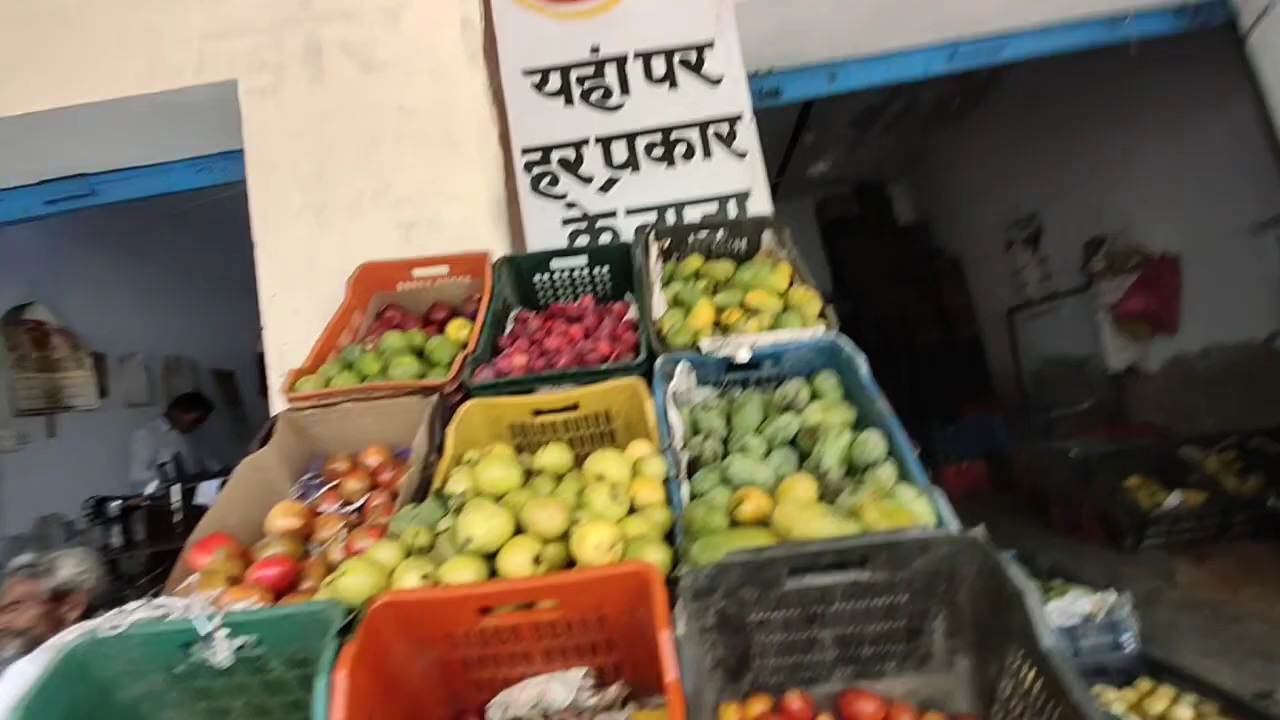 यहां पर
हर प्रकार
के ताजा